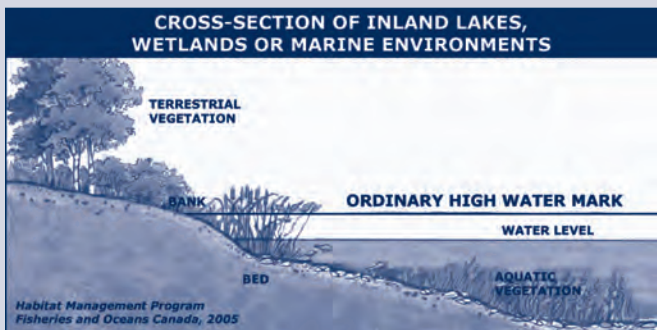 CROSS-SECTION OF INLAND LAKES,
WETLANDS OR MARINE ENVIRONMENTS
TERRESTRIAL
VEGETATION
BANK
ORDINARY HIGH WATER MARK
WATER LEVEL
BED
AQUATIC
VEGETATION
Habitat Management Program
Fisheries and Oceans Canada, 2005